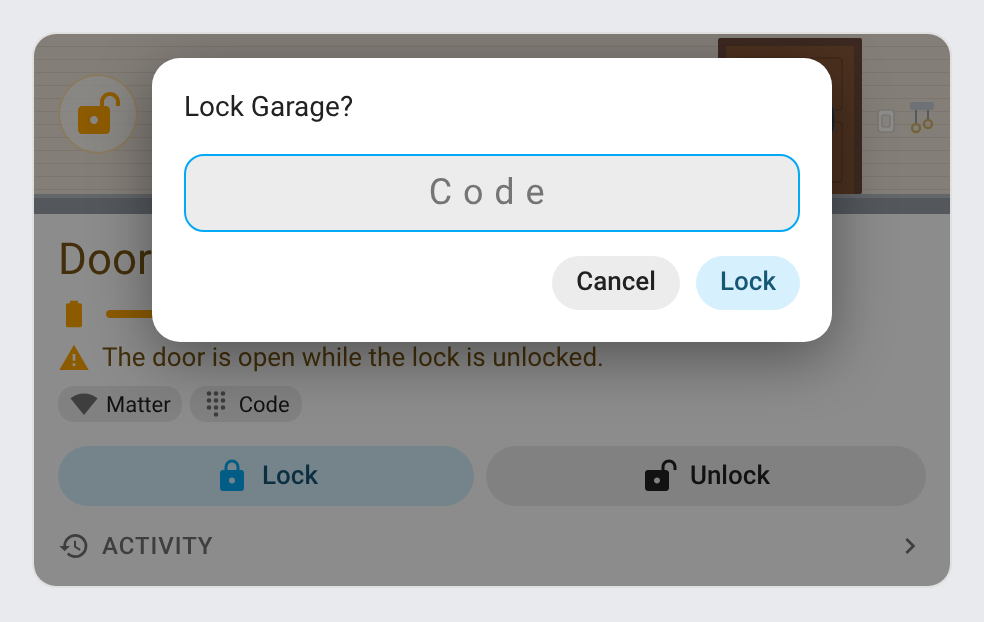 Lock Garage?
Code
Cancel Lock
Door
The door is open while the lock is unlocked.
Matter Code
Lock Unlock
ACTIVITY